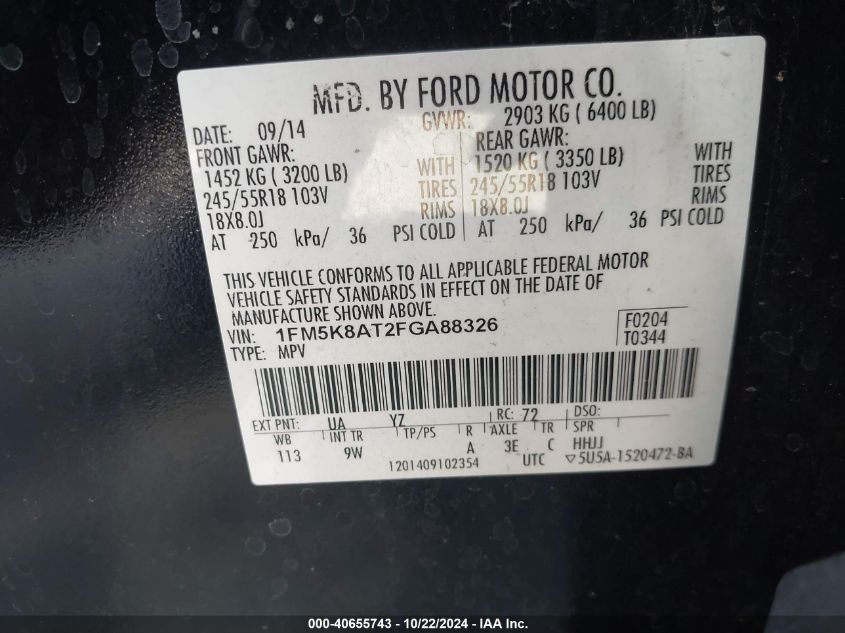 MFD. BY FORD MOTOR CO.
DATE: 09/14 GVWR: 2903 KG ( 6400 LB)
FRONT GAWR: REAR GAWR:
1452 KG ( 3200 LB) WITH 1520 KG ( 3350 LB) WITH
245/55R18 103V TIRES 245/55R18 103V TIRES
18X8.0J RIMS 18X8.0J RIMS
AT 250 kPa/ 36 PSI COLD AT 250 kPa/ 36 PSI COLD
THIS VEHICLE CONFORMS TO ALL APPLICABLE FEDERAL MOTOR
VEHICLE SAFETY STANDARDS IN EFFECT ON THE DATE OF
MANUFACTURE SHOWN ABOVE.
VIN: 1FM5K8AT2FGA88326 F0204
TYPE: MPV T0344
EXT PNT: UA YZ RC: 72 DSO:
WB INT TR TP/PS R AXLE TR SPR
113 9W A 3E C HHJJ
1201409102354 UTC ▽5U5A-1520472-BA
000-40655743 - 10/22/2024 - IAA Inc.